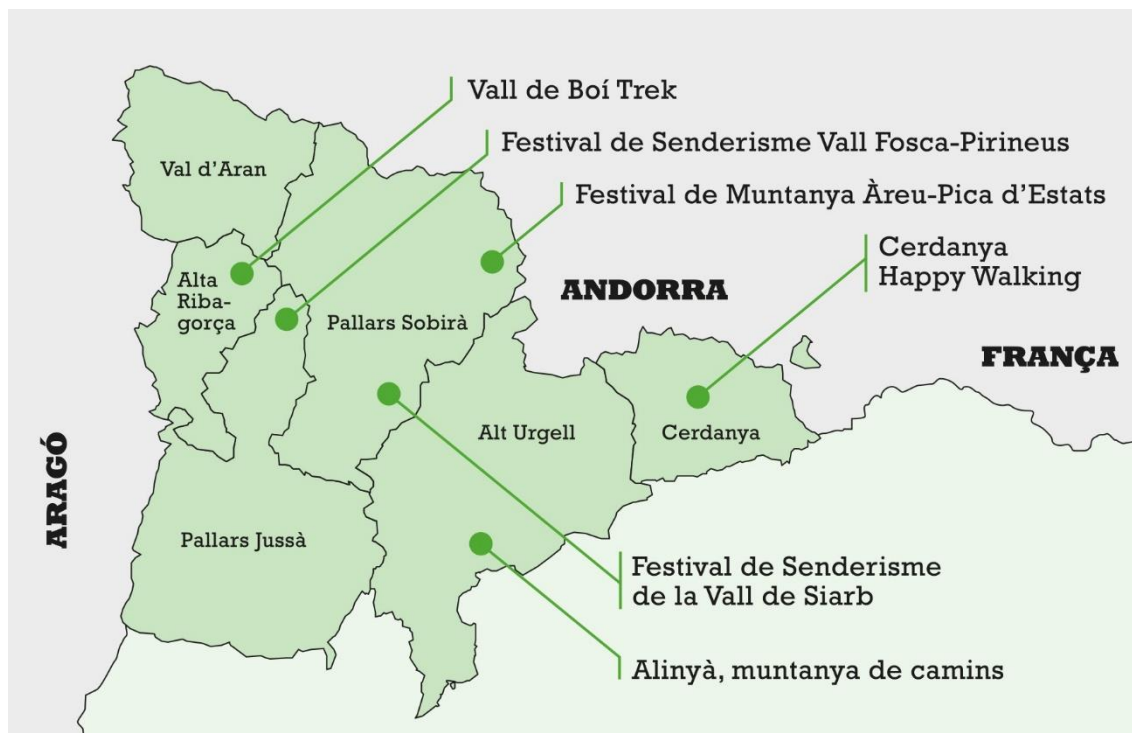 Vall de Boí Trek
Festival de Senderisme Vall Fosca-Pirineus
Val d’Aran
Festival de Muntanya Àreu-Pica d’Estats
Cerdanya
Happy Walking
Alta
Riba-
gorça
ANDORRA
Pallars Sobirà
FRANÇA
Alt Urgell
Cerdanya
ARAGÓ
Pallars Jussà
Festival de Senderisme
de la Vall de Siarb
Alinyà, muntanya de camins